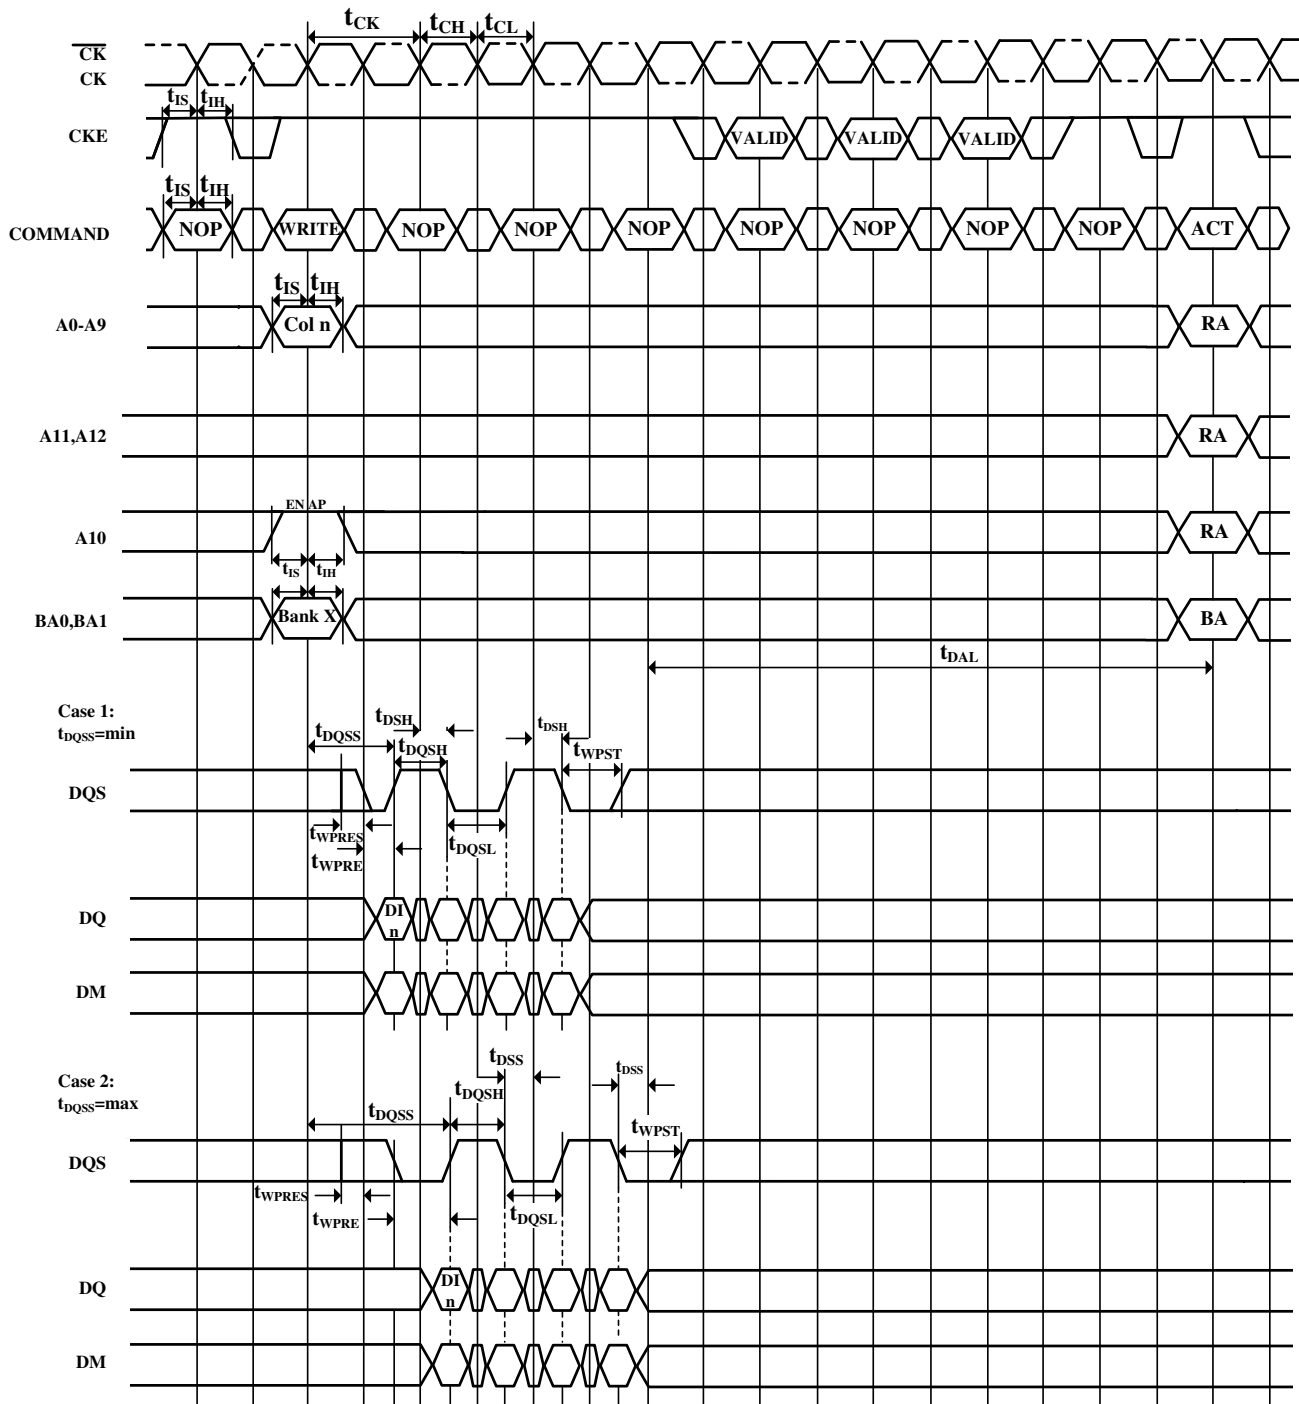 tCK tCH tCL
CK
CK
tIS tIH
CKE VALID VALID VALID
tIS tIH
COMMAND NOP WRITE NOP NOP NOP NOP NOP NOP NOP ACT
tIS tIH
A0-A9 Col n RA
A11,A12 RA
EN AP
A10 RA
tIS tIH
BA0,BA1 Bank X BA
tDAL
Case 1:
tDQSS=min
tDSH tDSH
tDQSS tDQSH tWPST
DQS
tWPRES
tWPRE tDQSL
DQ DI
n
DM
Case 2:
tDQSS=max
tDSS tDSS
tDQSH
tDQSS tWPST
DQS
tWPRES
tWPRE tDQSL
DQ DI
n
DM